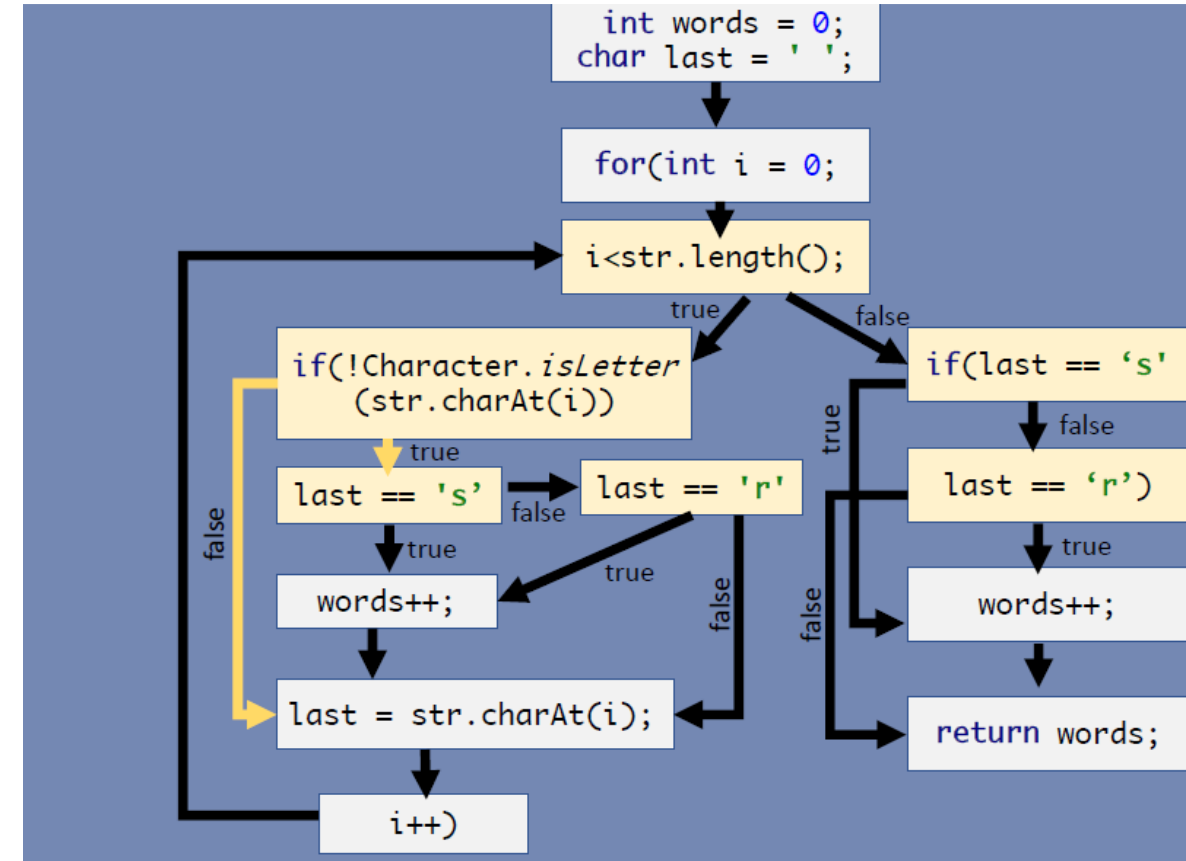 int words = 0;
char last = ' ';
for(int i = 0;
i<str.length();
true
false
if(!Character.isLetter
(str.charAt(i))
if(last == ‘s'
true
false
true
last == 's’
false
last == 'r'
last == ‘r’)
false
true
true
true
words++;
false
false
words++;
last = str.charAt(i);
return words;
i++)